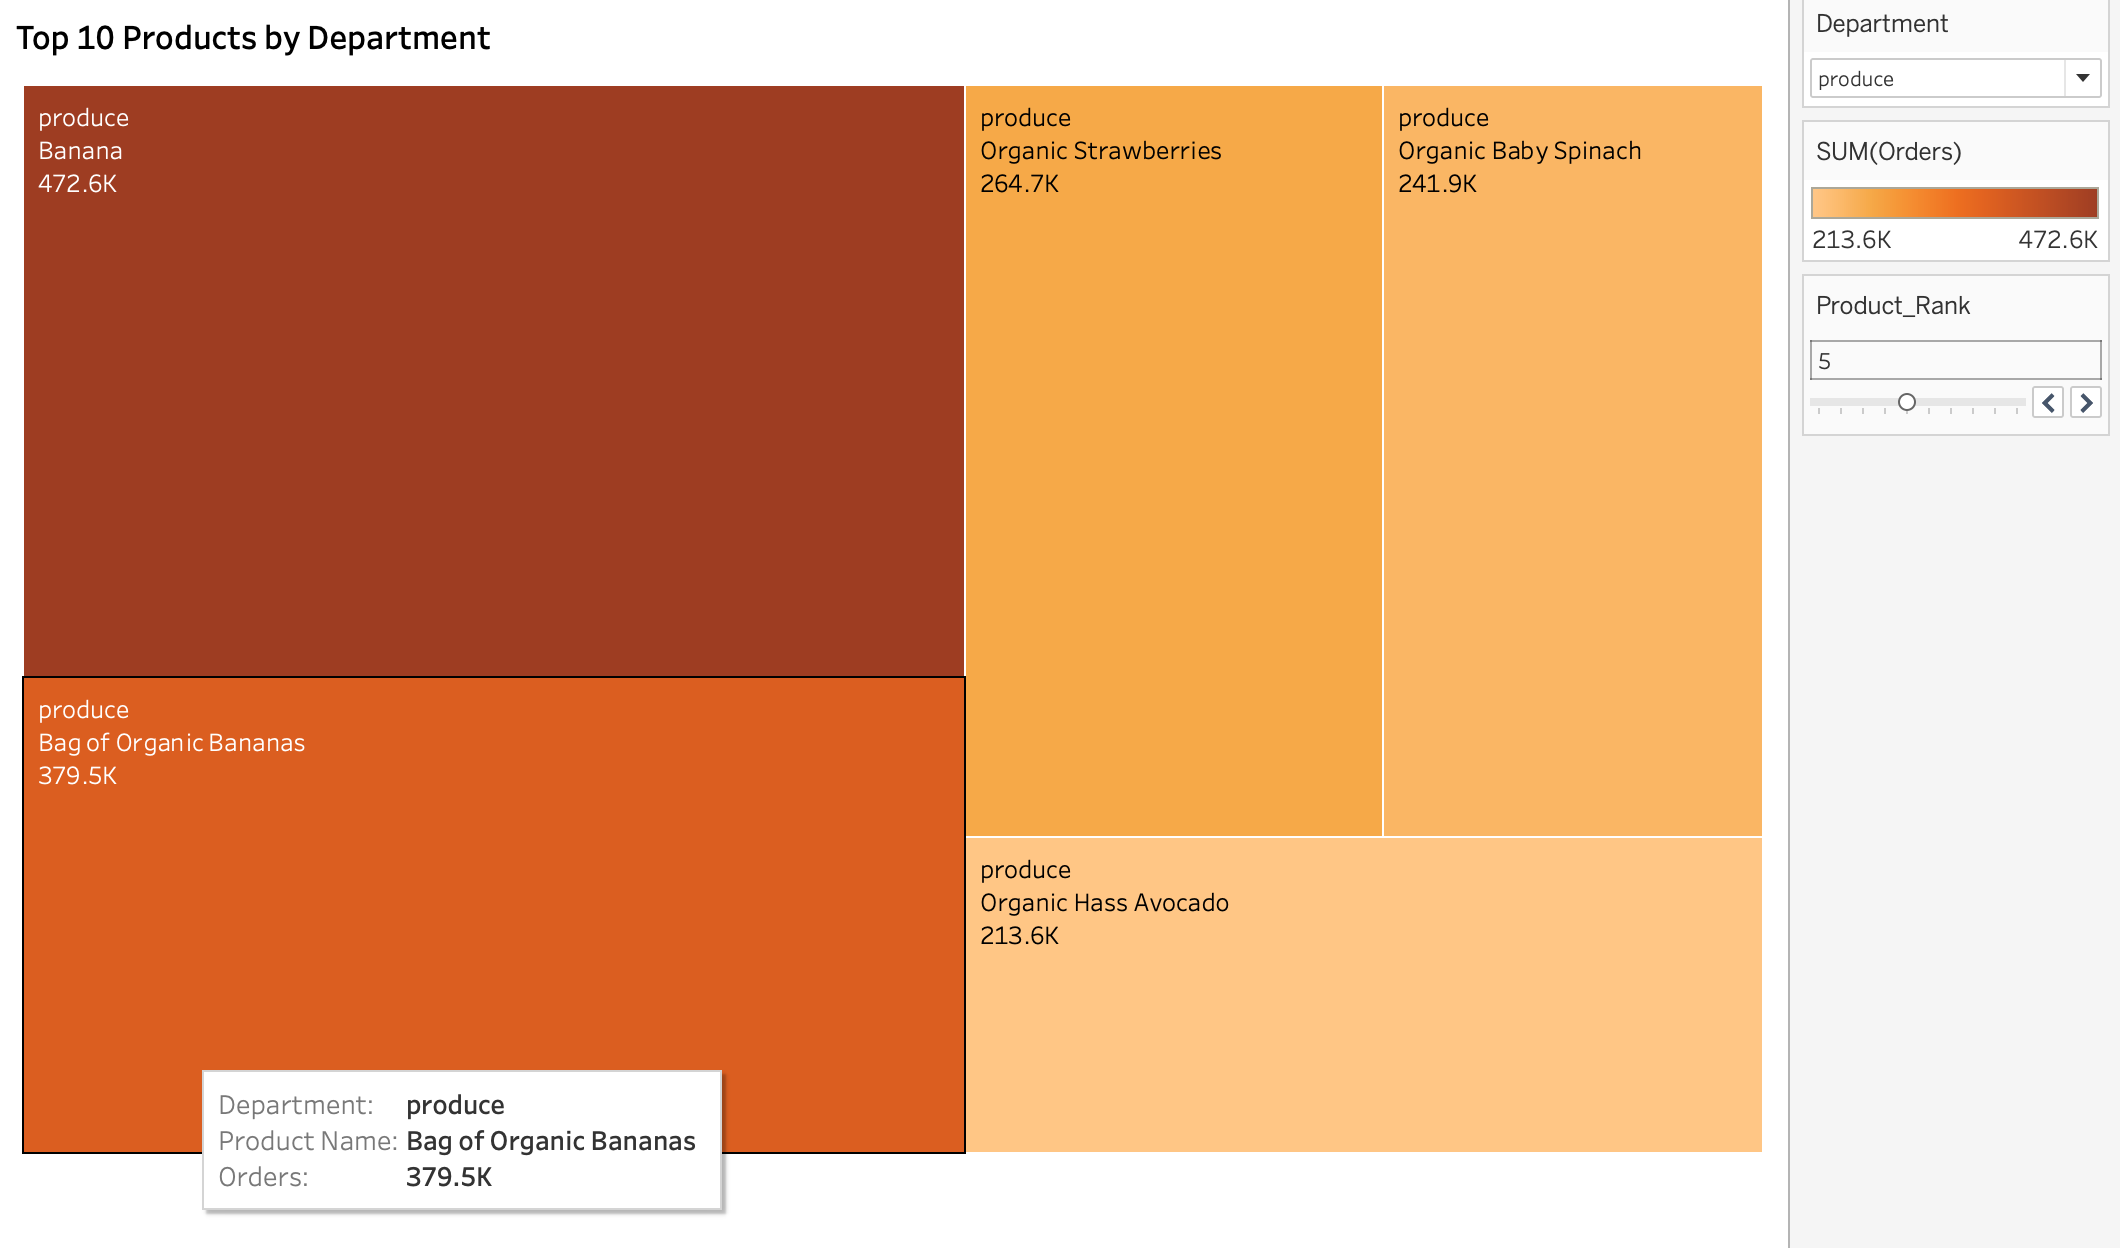 Top 10 Products by Department
produce
Banana
472.6K
produce
Organic Strawberries
264.7K
produce
Organic Baby Spinach
241.9K
produce
Bag of Organic Bananas
379.5K
produce
Organic Hass Avocado
213.6K
Department: produce
Product Name: Bag of Organic Bananas
Orders: 379.5K
Department
produce
SUM(Orders)
213.6K 472.6K
Product_Rank
5